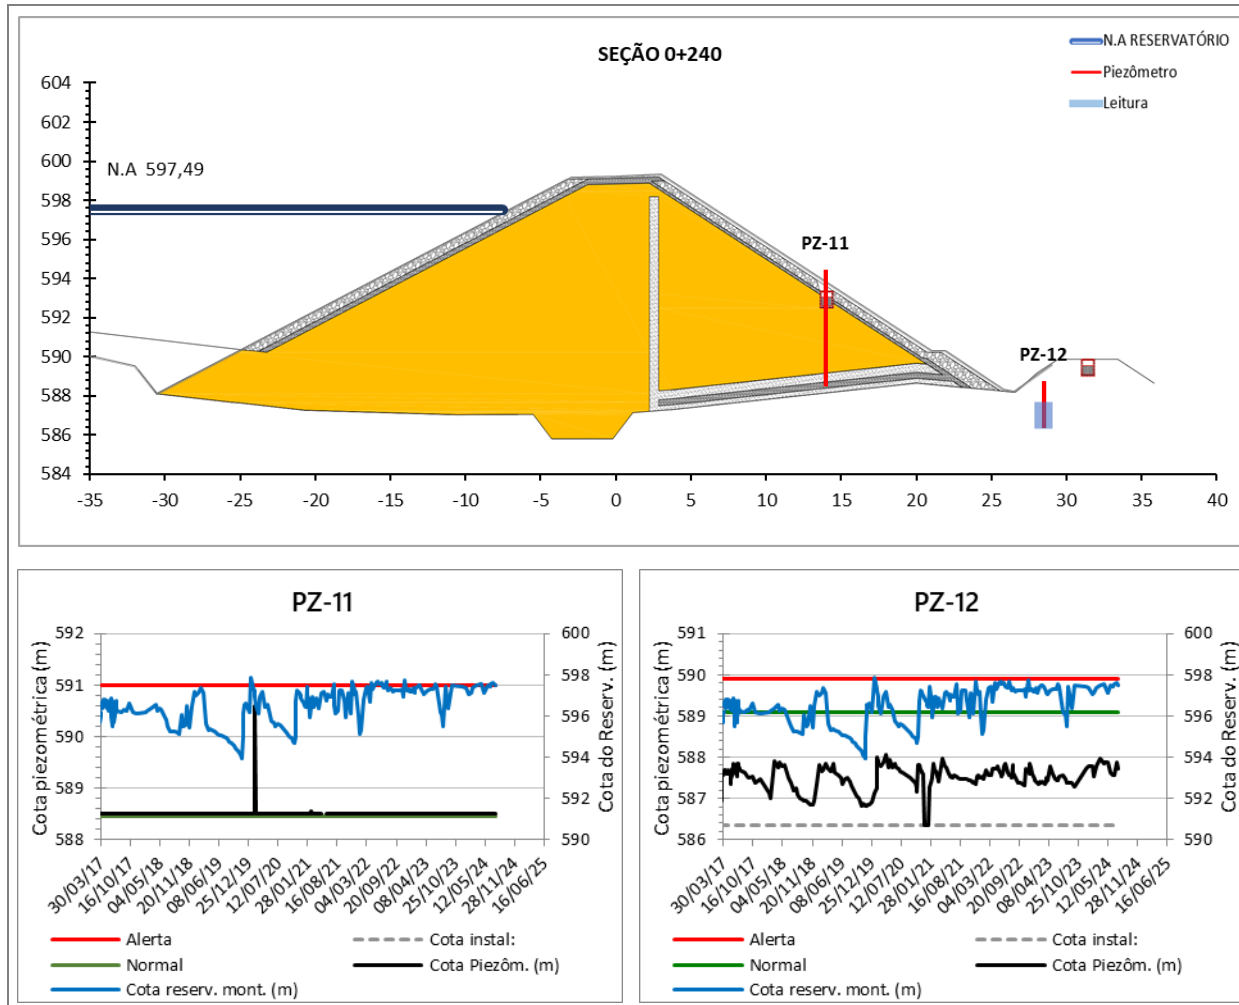 SEÇÃO 0+240
N.A RESERVATÓRIO
Piezômetro
Leitura
604
602
600
598
596
594
592
590
588
586
584
N.A 597,49
PZ-11
PZ-12
-35 -30 -25 -20 -15 -10 -5 0 5 10 15 20 25 30 35 40
PZ-11
Cota piezométrica (m)
592
591
590
589
588
Cota do Reserv. (m)
600
598
596
594
592
590
30/03/17 16/10/17 04/05/18 20/11/18 08/06/19 25/12/19 12/07/20 28/01/21 16/08/21 04/03/22 20/09/22 08/04/23 25/10/23 12/05/24 28/11/24 16/06/25
Alerta
Cota instal:
Normal
Cota Piezôm. (m)
Cota reserv. mont. (m)
PZ-12
Cota piezométrica (m)
591
590
589
588
587
586
Cota do Reserv. (m)
600
598
596
594
592
590
30/03/17 16/10/17 04/05/18 20/11/18 08/06/19 25/12/19 12/07/20 28/01/21 16/08/21 04/03/22 20/09/22 08/04/23 25/10/23 12/05/24 28/11/24 16/06/25
Alerta
Cota instal:
Normal
Cota Piezôm. (m)
Cota reserv. mont. (m)